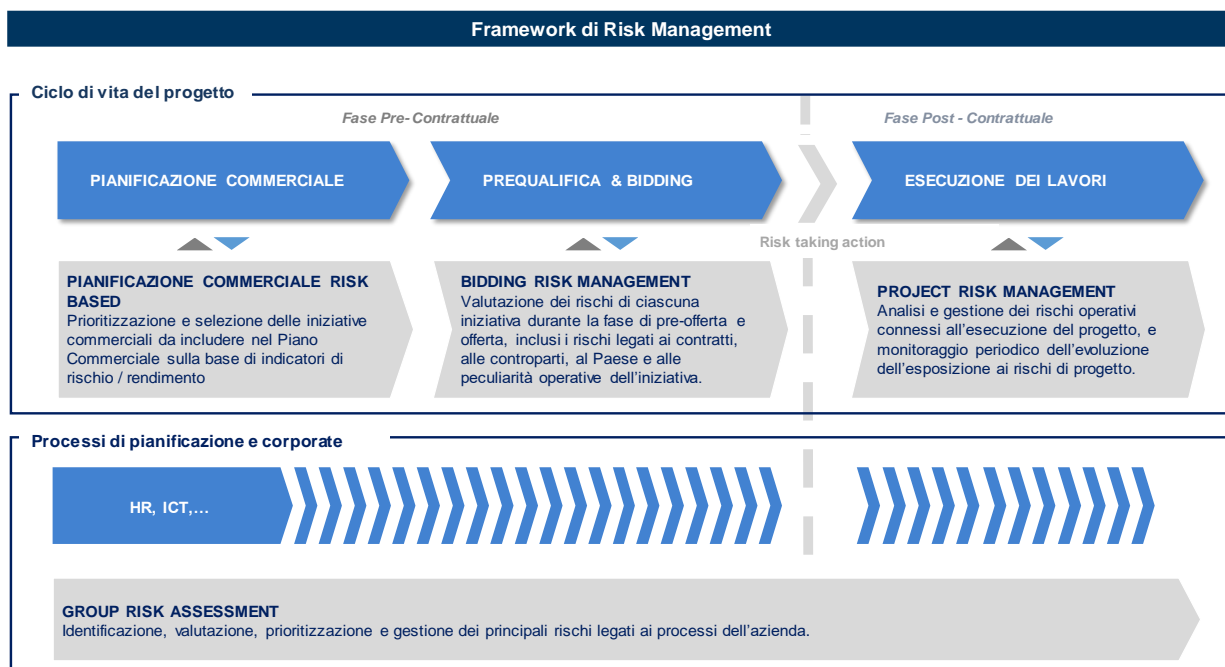 Framework di Risk Management
Ciclo di vita del progetto
Fase Pre-Contrattuale
Fase Post - Contrattuale
PIANIFICAZIONE COMMERCIALE
PREQUALIFICA & BIDDING
ESECUZIONE DEI LAVORI
Risk taking action
PIANIFICAZIONE COMMERCIALE RISK
BASED
Prioritizzazione e selezione delle iniziative
commerciali da includere nel Piano
Commerciale sulla base di indicatori di
rischio / rendimento
BIDDING RISK MANAGEMENT
Valutazione dei rischi di ciascuna
iniziativa durante la fase di pre-offerta e
offerta, inclusi i rischi legati ai contratti,
alle controparti, al Paese e alle
peculiarità operative dell'iniziativa.
PROJECT RISK MANAGEMENT
Analisi e gestione dei rischi operativi
connessi all'esecuzione del progetto, e
monitoraggio periodico dell'evoluzione
dell'esposizione ai rischi di progetto.
Processi di pianificazione e corporate
HR, ICT,...
GROUP RISK ASSESSMENT
Identificazione, valutazione, prioritizzazione e gestione dei principali rischi legati ai processi dell'azienda.